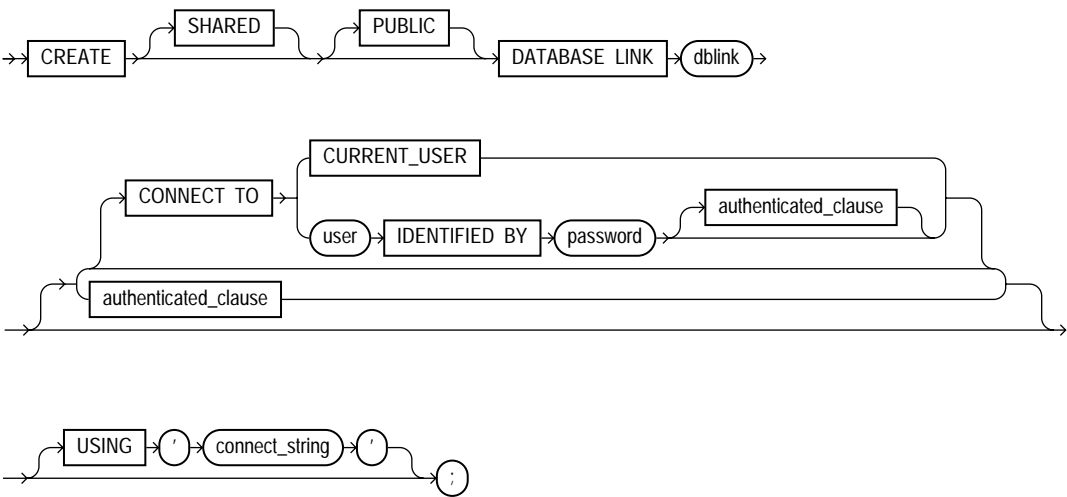 SHARED PUBLIC
CREATE DATABASE LINK dblink
CURRENT_USER
CONNECT TO authenticated_clause
user IDENTIFIED BY password
authenticated_clause
USING ' connect_string '
;